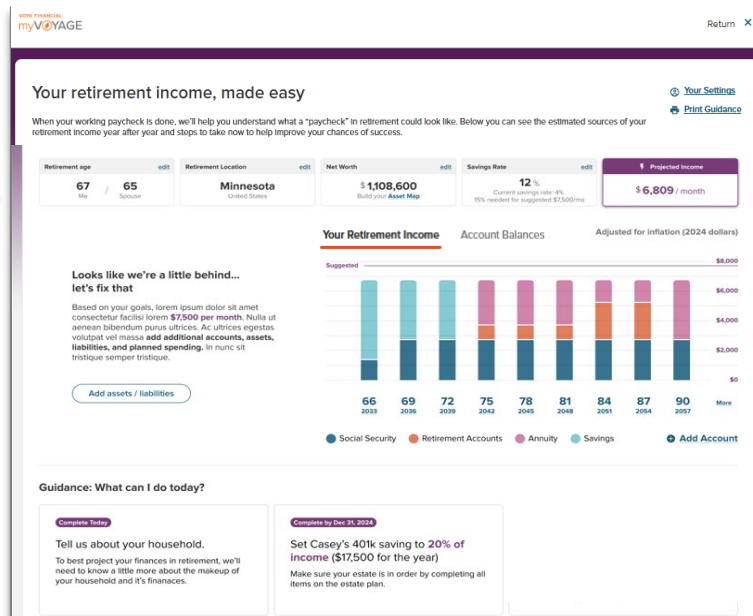 VOYA FINANCIAL
myVOYAGE
Return ×
Your retirement income, made easy
Your Settings
Print Guidance
When your working paycheck is done, we'll help you understand what a "paycheck" in retirement could look like. Below you can see the estimated sources of your
retirement income year after year and steps to take now to help improve your chances of success.
Retirement age edit
67 / 65
Me Spouse
Retirement Location edit
Minnesota
United States
Net Worth edit
$1,108,600
Build your Asset Map
Savings Rate edit
12 %
Current savings rate: 4%
15% needed for suggested $7,500/mo
Projected Income
$6,809 / month
Your Retirement Income Account Balances Adjusted for inflation (2024 dollars)
Suggested
$8,000
$6,000
$4,000
$2,000
$0
Looks like we're a little behind...
let's fix that
Based on your goals, lorem ipsum dolor sit amet
consectetur facilisi lorem $7,500 per month. Nulla ut
aenean bibendum purus ultrices. Ac ultrices egestas
volutpat vel massa add additional accounts, assets,
liabilities, and planned spending. In nunc sit
tristique semper tristique.
Add assets / liabilities
66 69 72 75 78 81 84 87 90 More
2033 2036 2039 2042 2045 2048 2051 2054 2057
Social Security Retirement Accounts Annuity Savings Add Account
Guidance: What can I do today?
Complete Today
Tell us about your household.
To best project your finances in retirement, we'll
need to know a little more about the makeup of
your household and it's finanaces.
Complete by Dec 31, 2024
Set Casey's 401k saving to 20% of
income ($17,500 for the year)
Make sure your estate is in order by completing all
items on the estate plan.